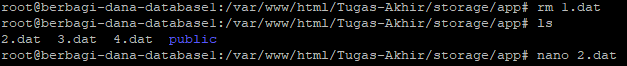 root@berbagi-dana-database1:/var/www/html/Tugas-Akhir/storage/app# rm 1.dat
root@berbagi-dana-database1:/var/www/html/Tugas-Akhir/storage/app# ls
2.dat  3.dat  4.dat  public
root@berbagi-dana-database1:/var/www/html/Tugas-Akhir/storage/app# nano 2.dat